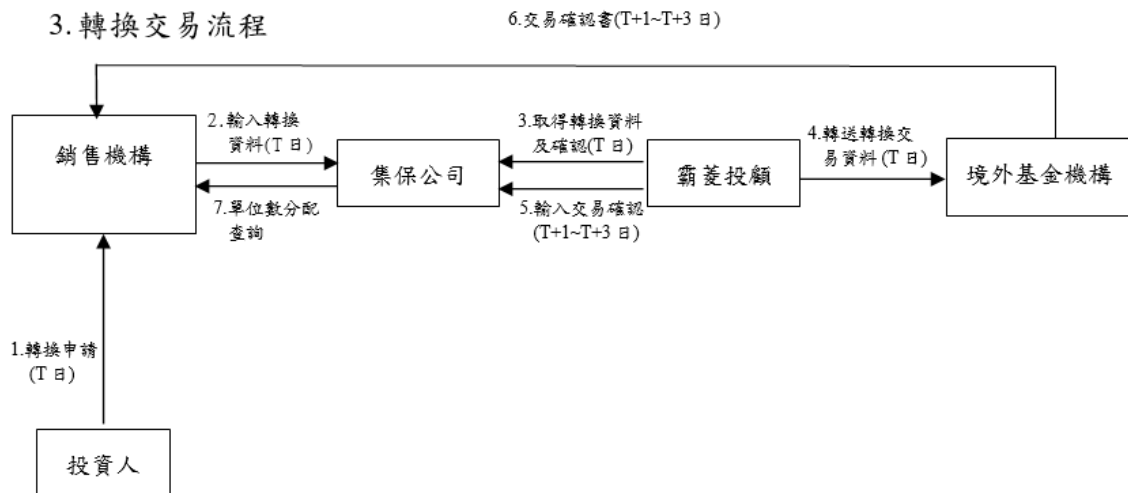 3.轉換交易流程
6.交易確認書(T+1~T+3 日)
銷售機構
2.輸入轉換
資料(T 日)
集保公司
3.取得轉換資料
及確認(T 日)
霸菱投顧
4.轉送轉換交
易資料(T 日)
境外基金機構
7.單位數分配
查詢
5.輸入交易確認
(T+1~T+3 日)
1.轉換申請
(T 日)
投資人